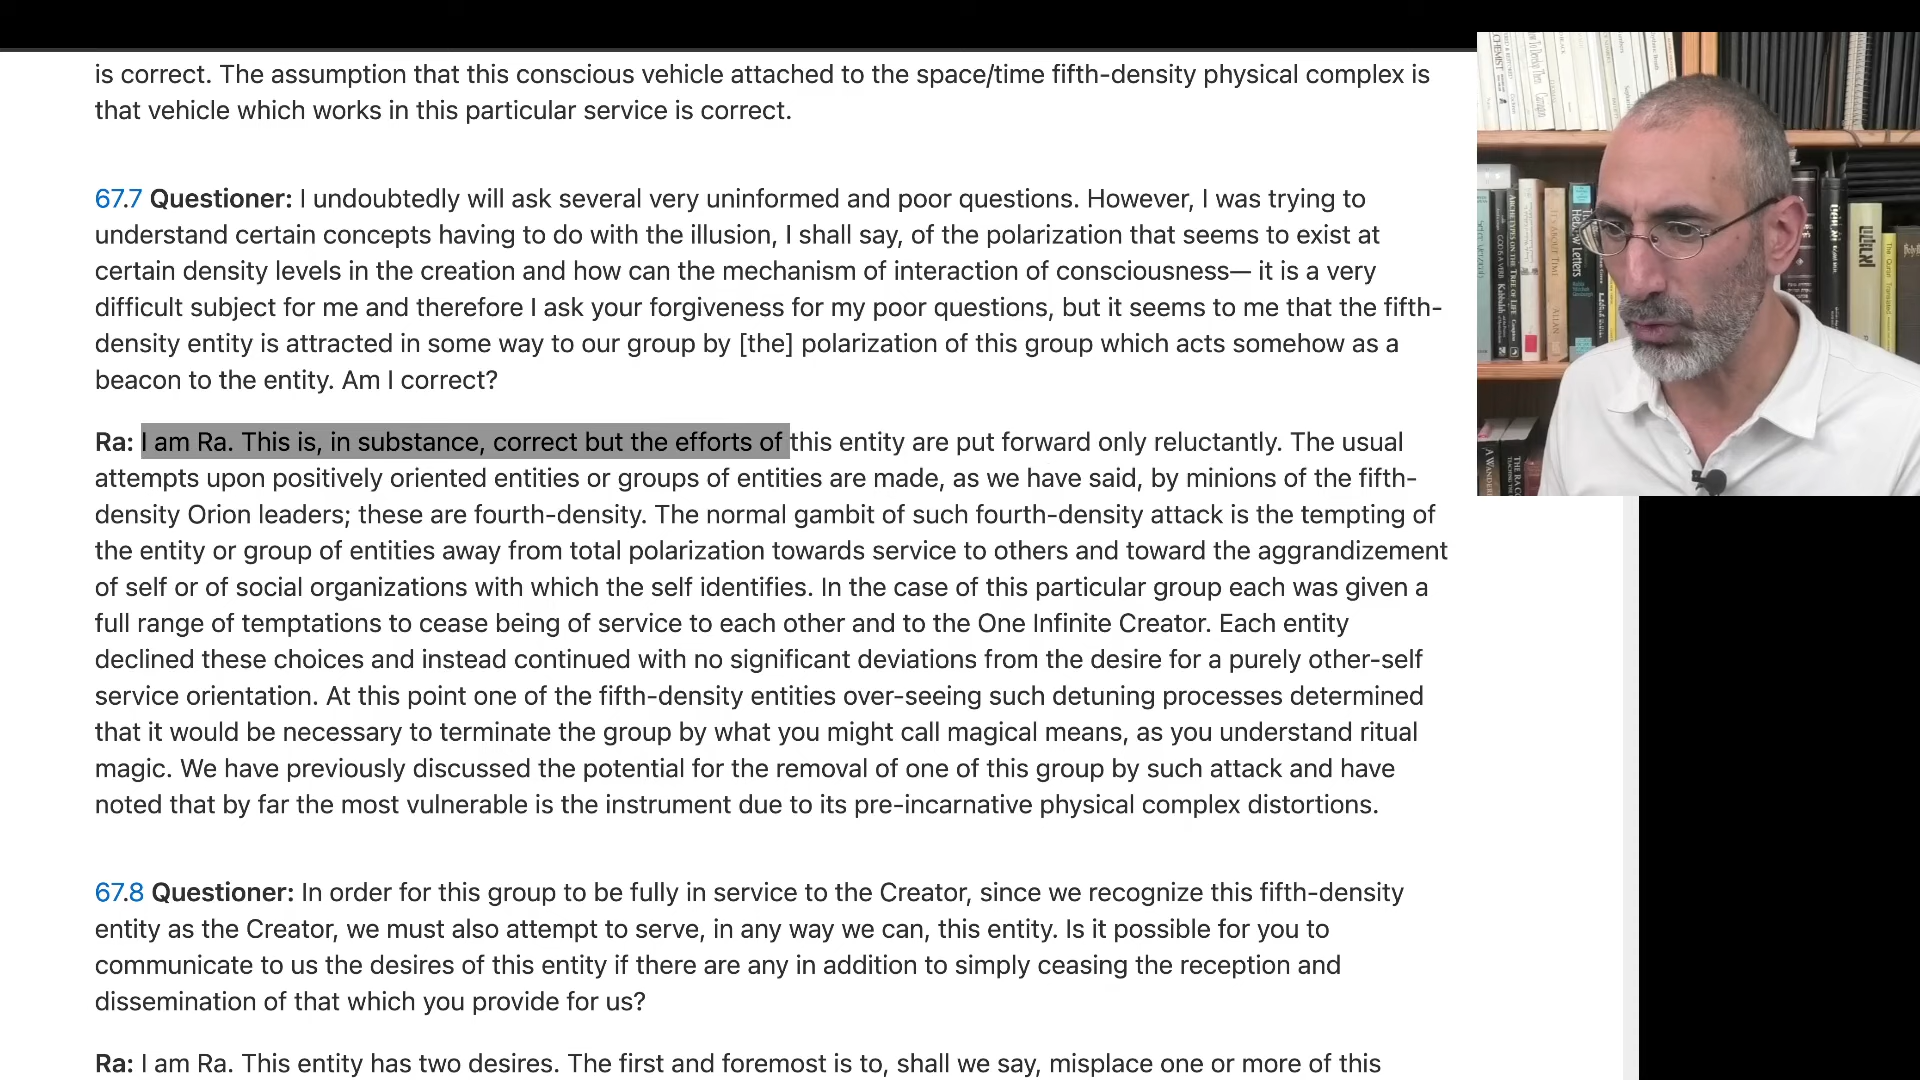 is correct. The assumption that this conscious vehicle attached to the space/time fifth-density physical complex is
that vehicle which works in this particular service is correct.
67.7 Questioner: I undoubtedly will ask several very uninformed and poor questions. However, I was trying to
understand certain concepts having to do with the illusion, I shall say, of the polarization that seems to exist at
certain density levels in the creation and how can the mechanism of interaction of consciousness— it is a very
difficult subject for me and therefore I ask your forgiveness for my poor questions, but it seems to me that the fifth-
density entity is attracted in some way to our group by [the] polarization of this group which acts somehow as a
beacon to the entity. Am I correct?
Ra: I am Ra. This is, in substance, correct but the efforts of this entity are put forward only reluctantly. The usual
attempts upon positively oriented entities or groups of entities are made, as we have said, by minions of the fifth-
density Orion leaders; these are fourth-density. The normal gambit of such fourth-density attack is the tempting of
the entity or group of entities away from total polarization towards service to others and toward the aggrandizement
of self or of social organizations with which the self identifies. In the case of this particular group each was given a
full range of temptations to cease being of service to each other and to the One Infinite Creator. Each entity
declined these choices and instead continued with no significant deviations from the desire for a purely other-self
service orientation. At this point one of the fifth-density entities over-seeing such detuning processes determined
that it would be necessary to terminate the group by what you might call magical means, as you understand ritual
magic. We have previously discussed the potential for the removal of one of this group by such attack and have
noted that by far the most vulnerable is the instrument due to its pre-incarnative physical complex distortions.
67.8 Questioner: In order for this group to be fully in service to the Creator, since we recognize this fifth-density
entity as the Creator, we must also attempt to serve, in any way we can, this entity. Is it possible for you to
communicate to us the desires of this entity if there are any in addition to simply ceasing the reception and
dissemination of that which you provide for us?
Ra: I am Ra. This entity has two desires. The first and foremost is to, shall we say, misplace one or more of this